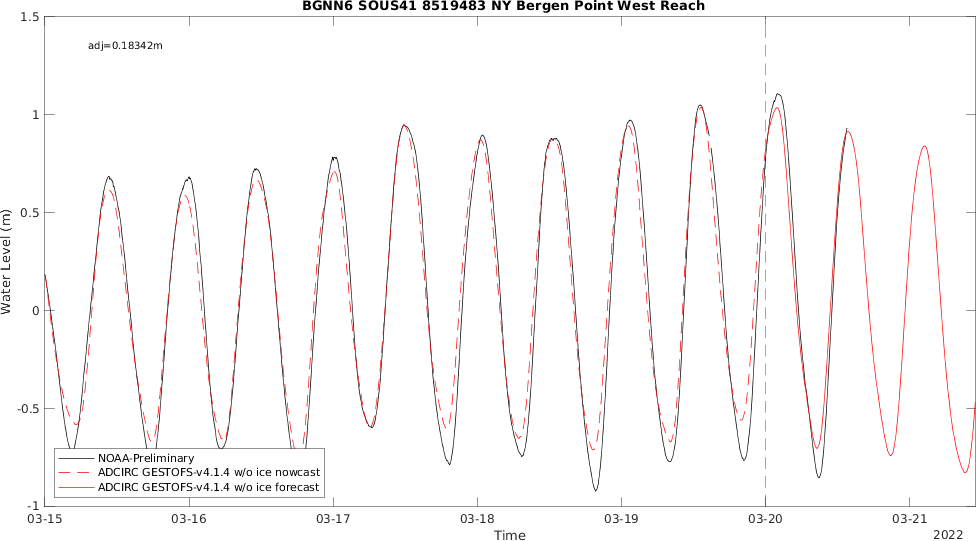 BGNN6 SOUS41 8519483 NY Bergen Point West Reach
1.5
adj=0.18342m
1
0.5
0
-0.5
-1
Water Level (m)
NOAA-Preliminary
ADCIRC GESTOFS-v4.1.4 w/o ice nowcast
ADCIRC GESTOFS-v4.1.4 w/o ice forecast
03-15 03-16 03-17 03-18 03-19 03-20 03-21
Time
2022